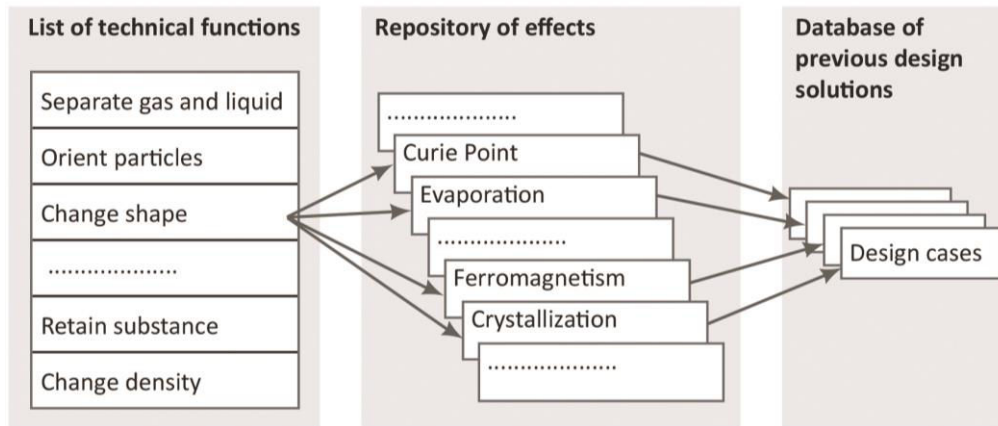 List of technical functions
Separate gas and liquid
Orient particles
Change shape
....................
Retain substance
Change density
Repository of effects
....................
Curie Point
Evaporation
....................
Ferromagnetism
Crystallization
....................
Database of
previous design
solutions
Design cases